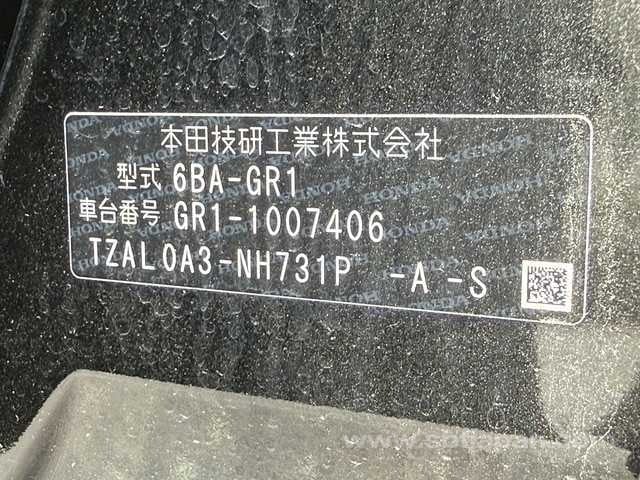 本田技研工業株式会社
型式 6BA-GR1
車台番号 GR1-1007406
TZAL0A3-NH731P -A -S